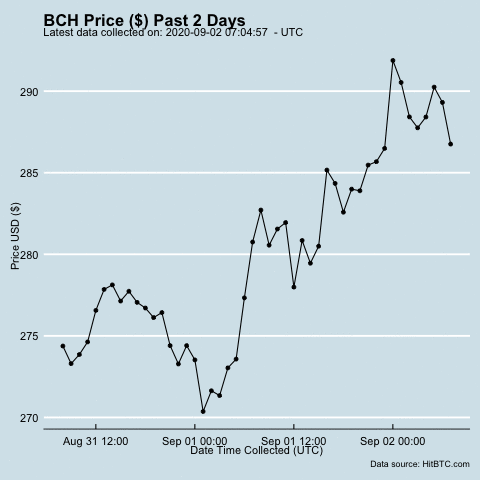 BCH Price ($) Past 2 Days
Latest data collected on: 2020-09-02 07:04:57  - UTC
290
285
280
275
270
Price USD ($)
Aug 31 12:00 Sep 01 00:00 Sep 01 12:00 Sep 02 00:00
Date Time Collected (UTC)
Data source: HitBTC.com